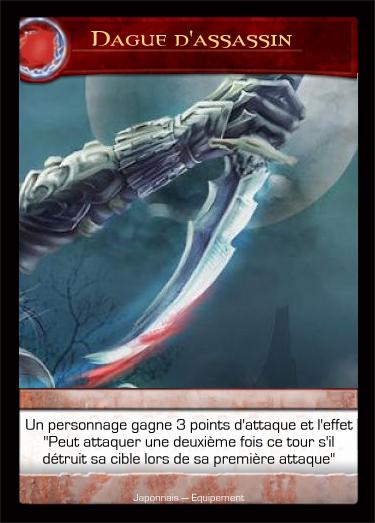 Dague d'assassin
Un personnage gagne 3 points d'attaque et l'effet
"Peut attaquer une deuxième fois ce tour s'il
détruit sa cible lors de sa première attaque"
Japonnais — Equipement